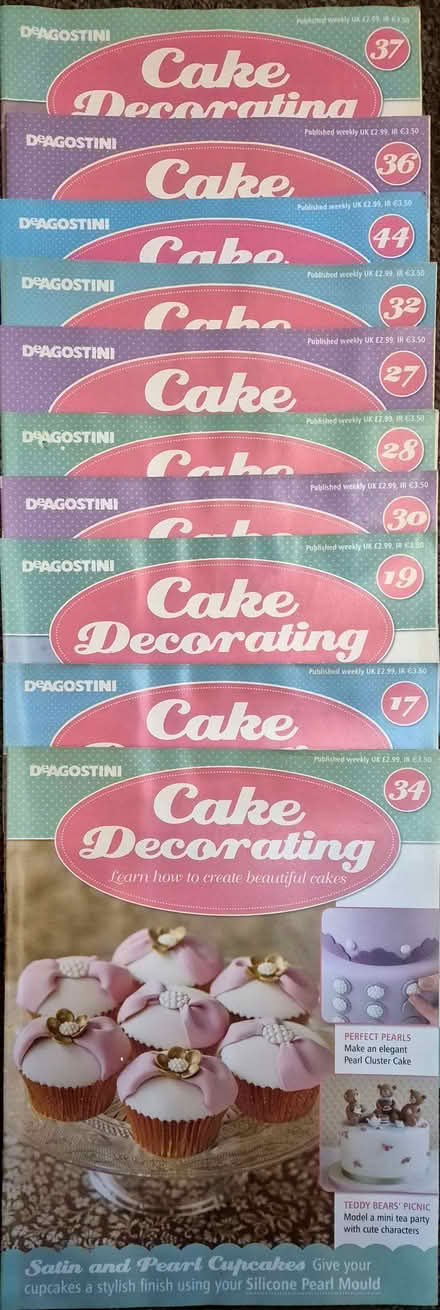 DeAGOSTINI
Published weekly UK £2.99, IR €3.50
37
Cake
Decorating
DeAGOSTINI
Published weekly UK £2.99, IR €3.50
36
Cake
DeAGOSTINI
Published weekly UK £2.99, IR €3.50
44
Cake
DeAGOSTINI
Published weekly UK £2.99, IR €3.50
32
Cake
DeAGOSTINI
Published weekly UK £2.99, IR €3.50
27
Cake
DeAGOSTINI
Published weekly UK £2.99, IR €3.50
28
Cake
DeAGOSTINI
Published weekly UK £2.99, IR €3.50
30
Cake
DeAGOSTINI
Published weekly UK £2.99, IR €3.50
19
Cake
Decorating
DeAGOSTINI
Published weekly UK £2.99, IR €3.50
17
Cake
DeAGOSTINI
Published weekly UK £2.99, IR €3.50
34
Cake
Decorating
Learn how to create beautiful cakes
PERFECT PEARLS
Make an elegant
Pearl Cluster Cake
TEDDY BEARS' PICNIC
Model a mini tea party
with cute characters
Satin and Pearl Cupcakes Give your
cupcakes a stylish finish using your Silicone Pearl Mould